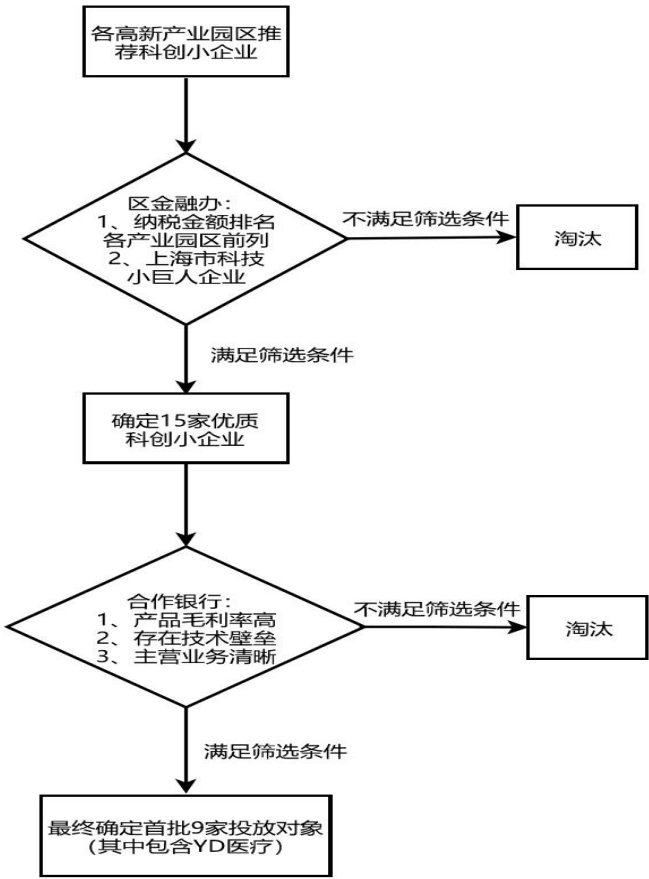 各高新产业园区推
荐科创小企业
区金融办：
1、纳税金额排名
各产业园区前列
2、上海市科技
小巨人企业
不满足筛选条件
淘汰
满足筛选条件
确定15家优质
科创小企业
合作银行：
1、产品毛利率高
2、存在技术壁垒
3、主营业务清晰
不满足筛选条件
淘汰
满足筛选条件
最终确定首批9家投放对象
（其中包含YD医疗）